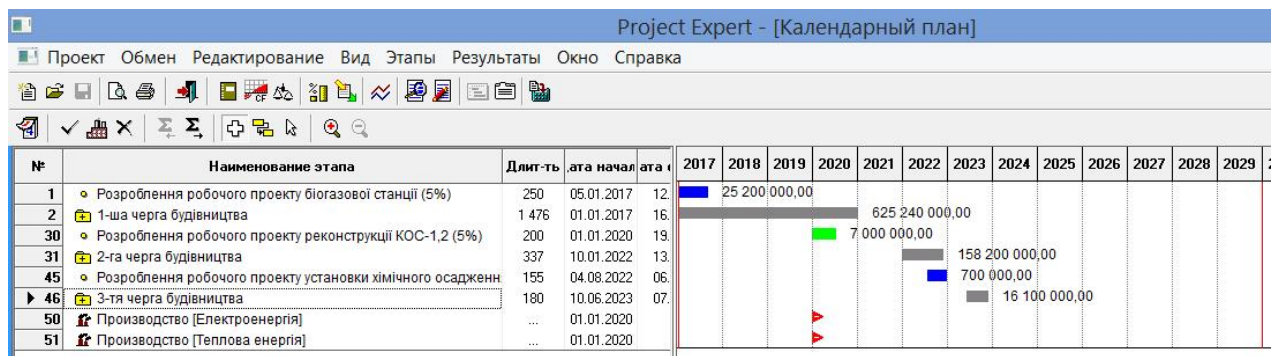 Project Expert - [Календарный план]
Проект Обмен Редактирование Вид Этапы Результаты Окно Справка
№ Наименование этапа Длит-ть ата начал ата 2017 2018 2019 2020 2021 2022 2023 2024 2025 2026 2027 2028 2029
1 Розроблення робочого проекту біогазової станції (5%) 250 05.01.2017 12. 25 200 000,00
2 1-ша черга будівництва 1 476 01.01.2017 16. 625 240 000,00
30 Розроблення робочого проекту реконструкції КОС-1,2 (5%) 200 01.01.2020 19. 7 000 000,00
31 2-га черга будівництва 337 10.01.2022 13. 158 200 000,00
45 Розроблення робочого проекту установки хімічного осадженн 155 04.08.2022 06. 700 000,00
46 3-тя черга будівництва 180 10.06.2023 07. 16 100 000,00
50 Производство [Електроенергія] ... 01.01.2020
51 Производство [Теплова енергія] ... 01.01.2020